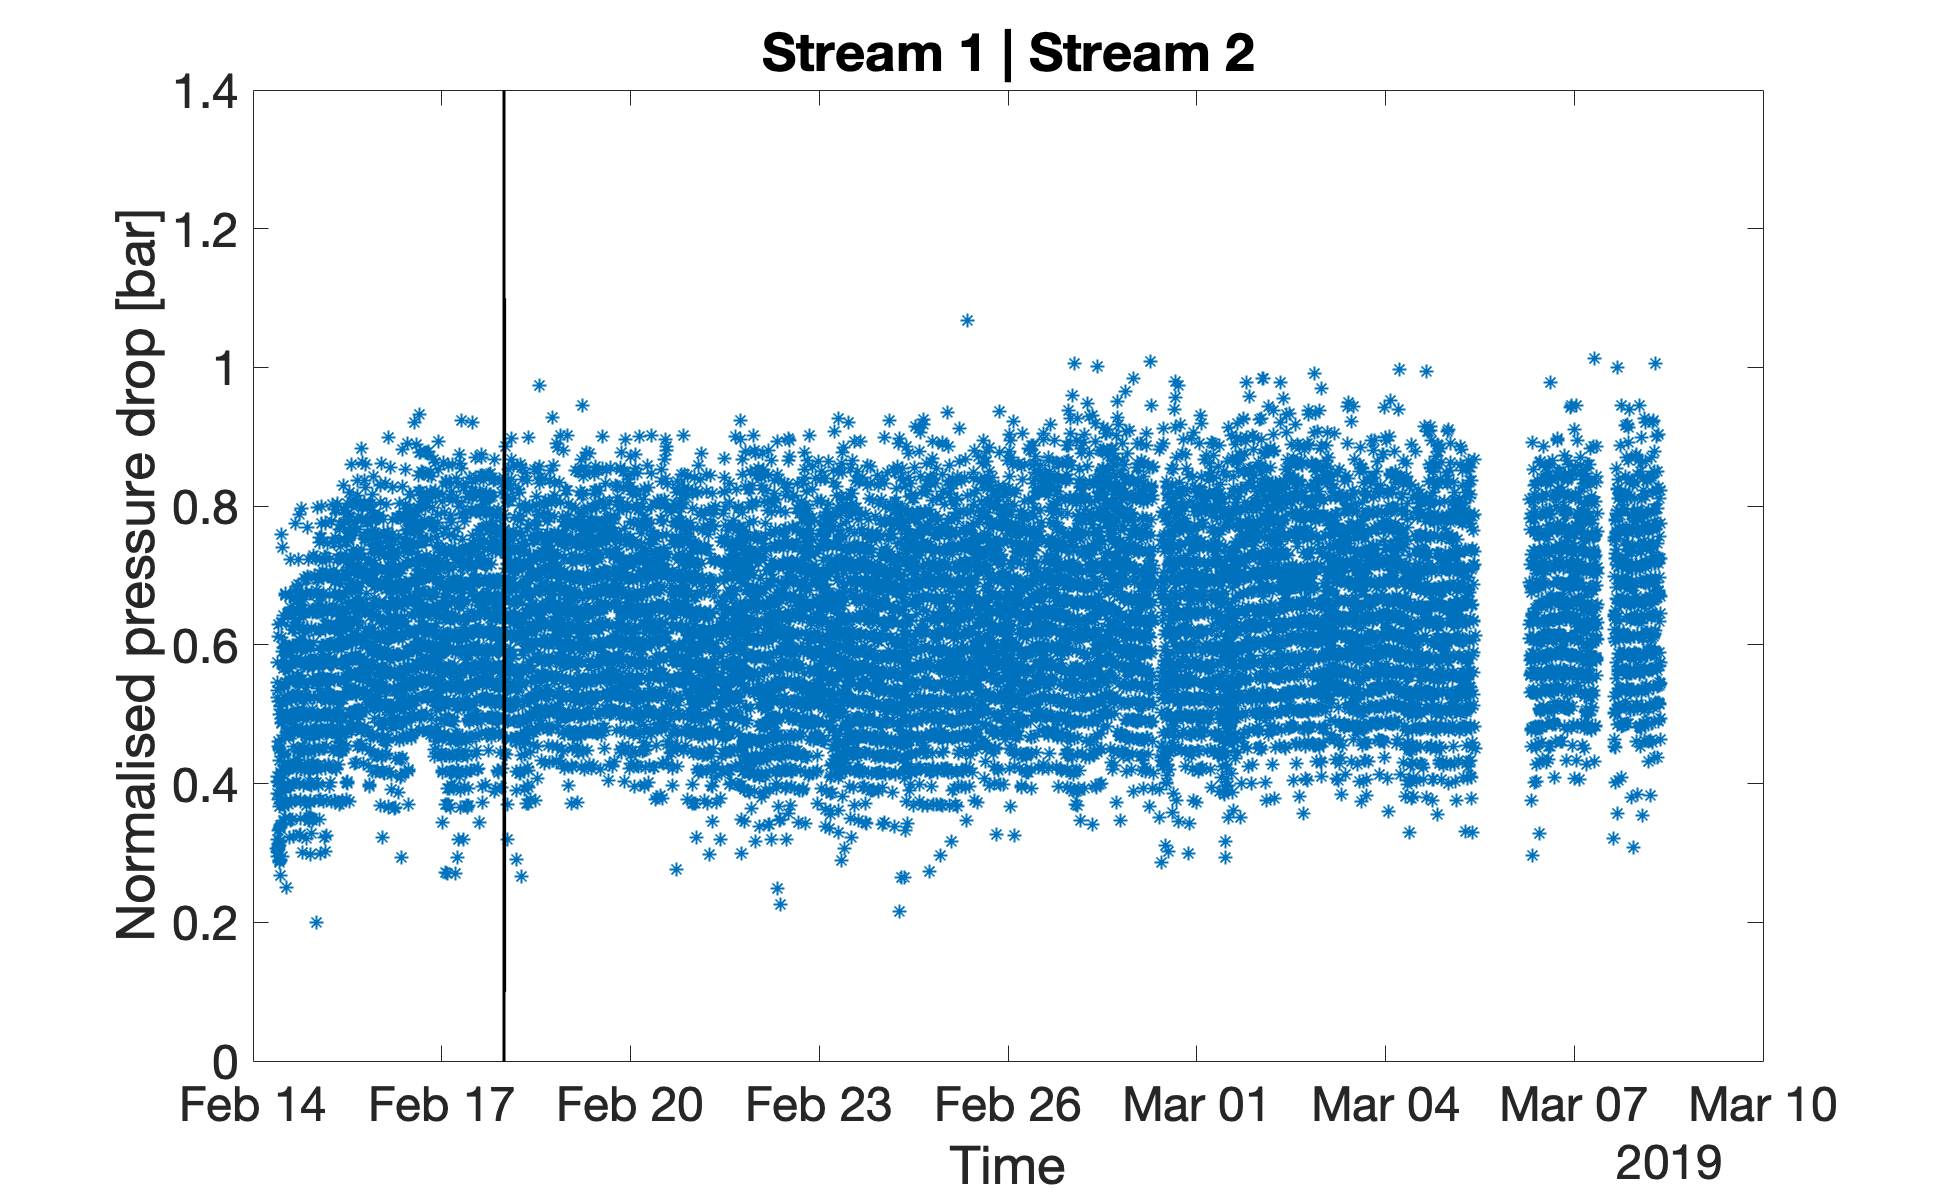 Stream 1 | Stream 2
Normalised pressure drop [bar]
1.4
1.2
1
0.8
0.6
0.4
0.2
0
Feb 14 Feb 17 Feb 20 Feb 23 Feb 26 Mar 01 Mar 04 Mar 07 Mar 10
Time
2019